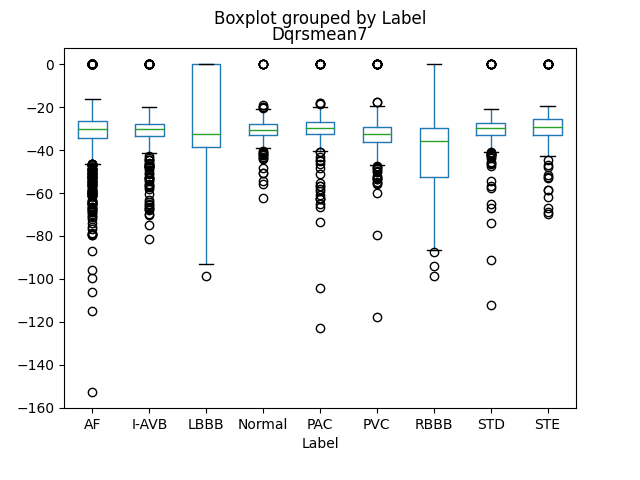 Boxplot grouped by Label
Dqrsmean7
0
−20
−40
−60
−80
−100
−120
−140
−160
AF I-AVB LBBB Normal PAC PVC RBBB STD STE
Label